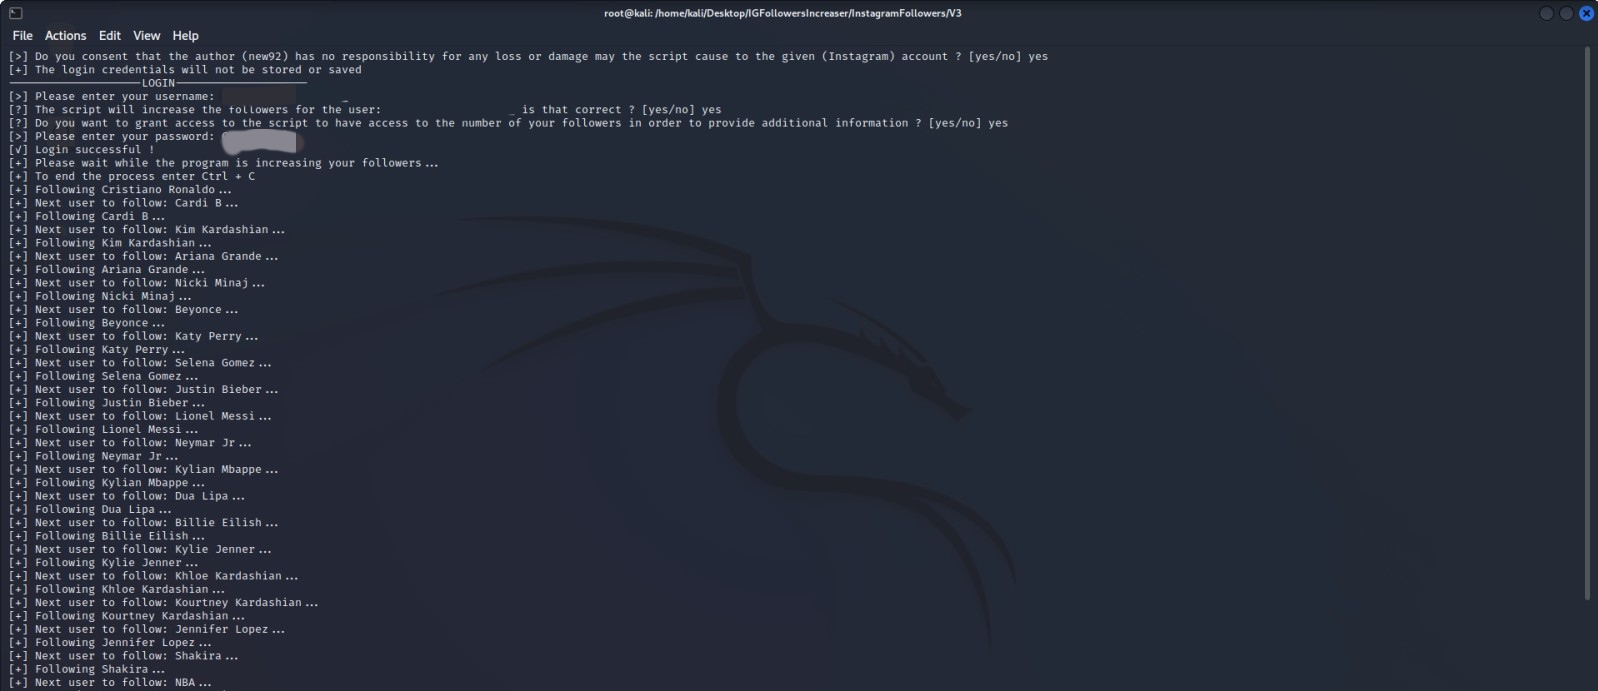 root@kali: /home/kali/Desktop/IGFollowersIncreaser/InstagramFollowers/V3
File Actions Edit View Help
[>] Do you consent that the author (new92) has no responsibility for any loss or damage may the script cause to the given (Instagram) account ? [yes/no] yes
[+] The login credentials will not be stored or saved
LOGIN
[>] Please enter your username:
[?] The script will increase the followers for the user: _ is that correct ? [yes/no] yes
[?] Do you want to grant access to the script to have access to the number of your followers in order to provide additional information ? [yes/no] yes
[>] Please enter your password:
[√] Login successful !
[+] Please wait while the program is increasing your followers...
[+] To end the process enter Ctrl + C
[+] Following Cristiano Ronaldo...
[+] Next user to follow: Cardi B...
[+] Following Cardi B...
[+] Next user to follow: Kim Kardashian...
[+] Following Kim Kardashian...
[+] Next user to follow: Ariana Grande...
[+] Following Ariana Grande...
[+] Next user to follow: Nicki Minaj...
[+] Following Nicki Minaj...
[+] Next user to follow: Beyonce...
[+] Following Beyonce...
[+] Next user to follow: Katy Perry...
[+] Following Katy Perry...
[+] Next user to follow: Selena Gomez...
[+] Following Selena Gomez...
[+] Next user to follow: Justin Bieber...
[+] Following Justin Bieber...
[+] Next user to follow: Lionel Messi...
[+] Following Lionel Messi...
[+] Next user to follow: Neymar Jr...
[+] Following Neymar Jr...
[+] Next user to follow: Kylian Mbappe...
[+] Following Kylian Mbappe...
[+] Next user to follow: Dua Lipa...
[+] Following Dua Lipa...
[+] Next user to follow: Billie Eilish...
[+] Following Billie Eilish...
[+] Next user to follow: Kylie Jenner...
[+] Following Kylie Jenner...
[+] Next user to follow: Khloe Kardashian...
[+] Following Khloe Kardashian...
[+] Next user to follow: Kourtney Kardashian...
[+] Following Kourtney Kardashian...
[+] Next user to follow: Jennifer Lopez...
[+] Following Jennifer Lopez...
[+] Next user to follow: Shakira...
[+] Following Shakira...
[+] Next user to follow: NBA...